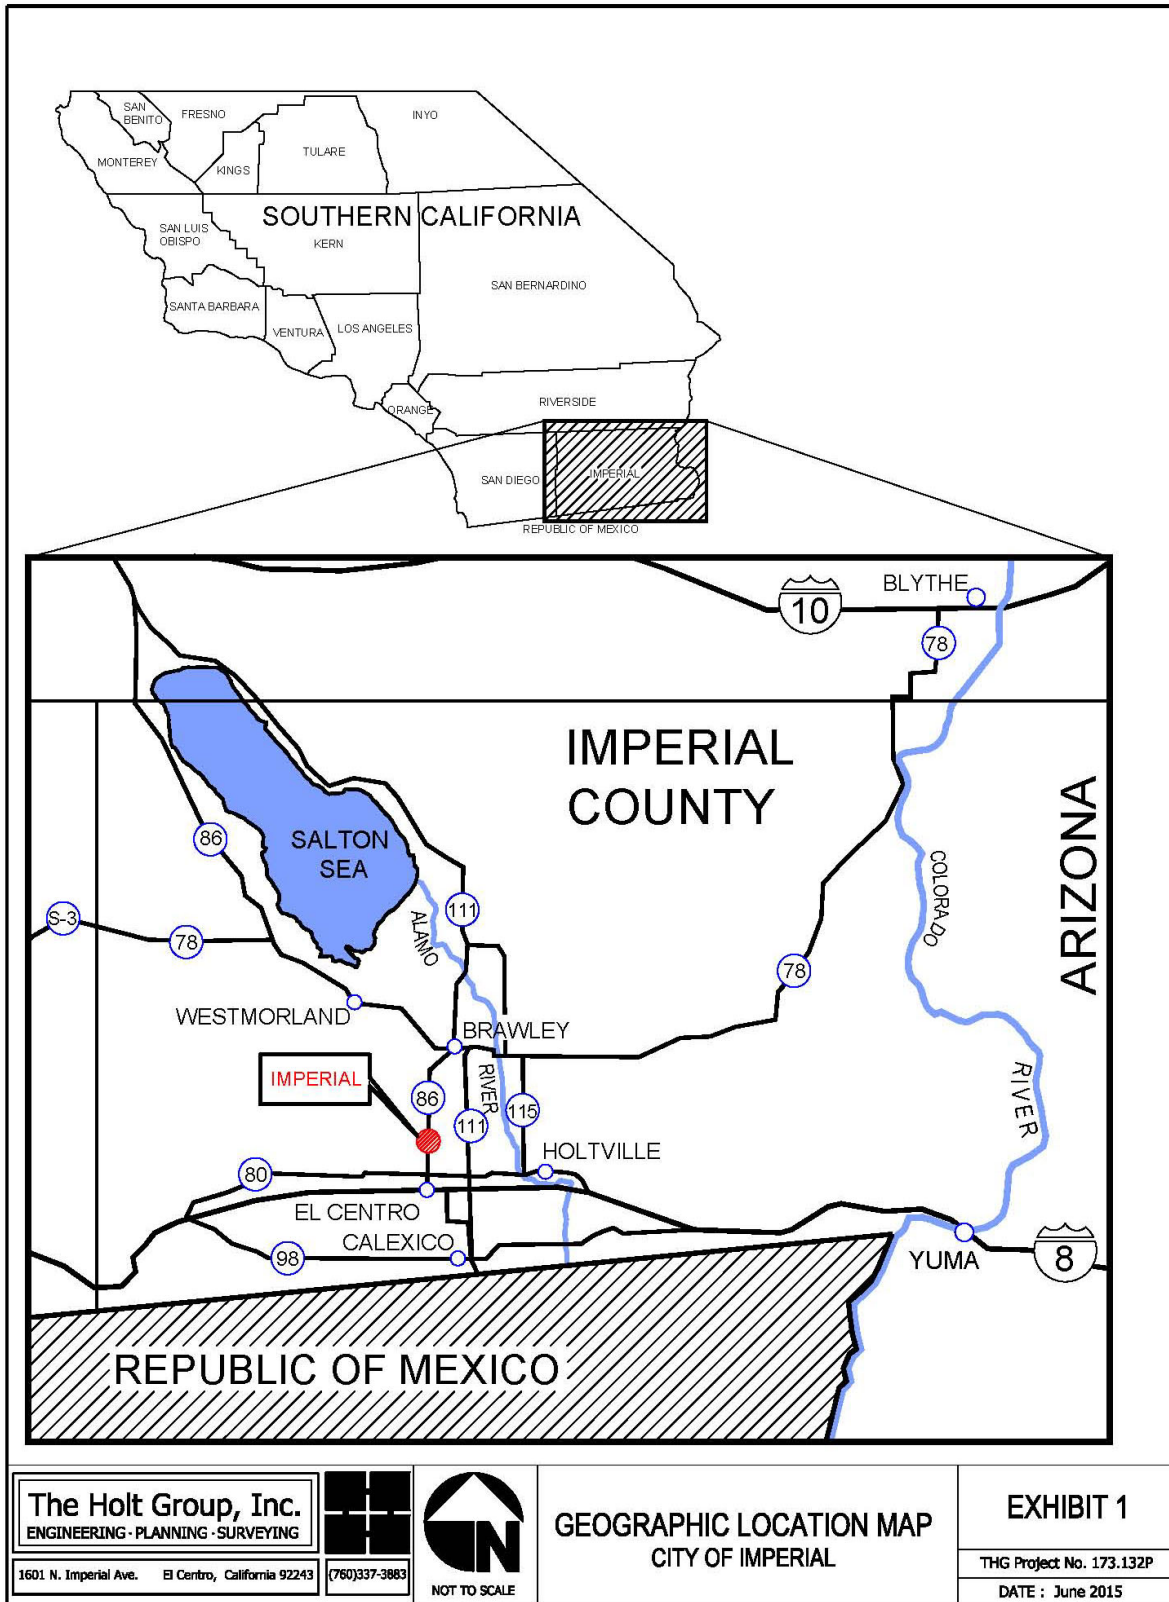 SAN
BENITO
FRESNO
INYO
MONTEREY
KINGS
TULARE
SOUTHERN CALIFORNIA
SAN LUIS
OBISPO
KERN
SAN BERNARDINO
SANTA BARBARA
VENTURA
LOS ANGELES
ORANGE
RIVERSIDE
SAN DIEGO
IMPERIAL
REPUBLIC OF MEXICO
BLYTHE
10
78
IMPERIAL
COUNTY
ARIZONA
86
SALTON
SEA
COLORADO
S-3
78
ALAMO
111
78
WESTMORLAND
BRAWLEY
IMPERIAL
86
RIVER
111
115
RIVER
HOLTVILLE
80
EL CENTRO
CALEXICO
98
YUMA
8
REPUBLIC OF MEXICO
The Holt Group, Inc.
ENGINEERING · PLANNING · SURVEYING
1601 N. Imperial Ave. El Centro, California 92243
(760)337-3883
N
NOT TO SCALE
GEOGRAPHIC LOCATION MAP
CITY OF IMPERIAL
EXHIBIT 1
THG Project No. 173.132P
DATE : June 2015